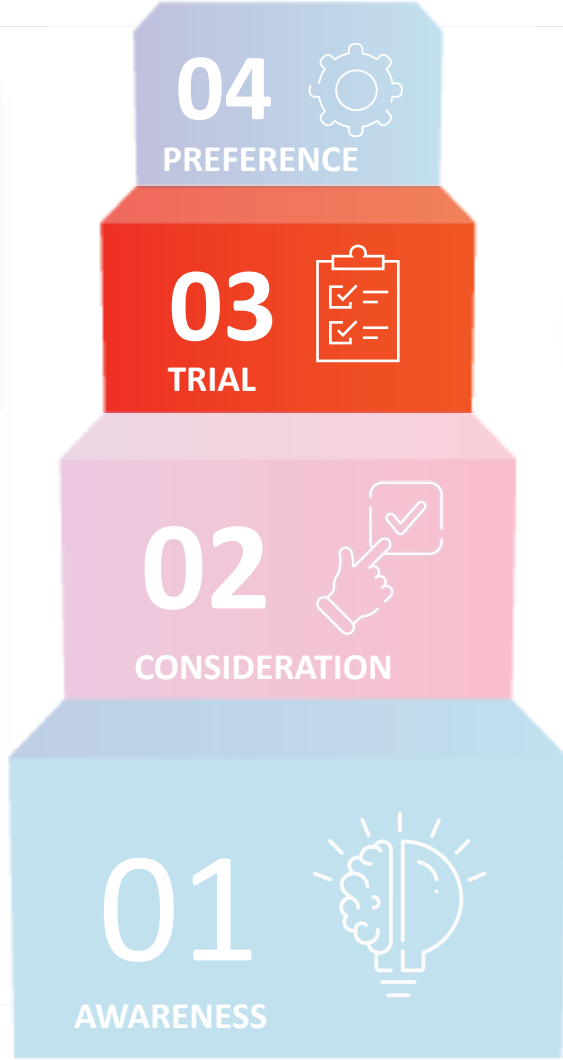 04
PREFERENCE
03
TRIAL
02
CONSIDERATION
01
AWARENESS